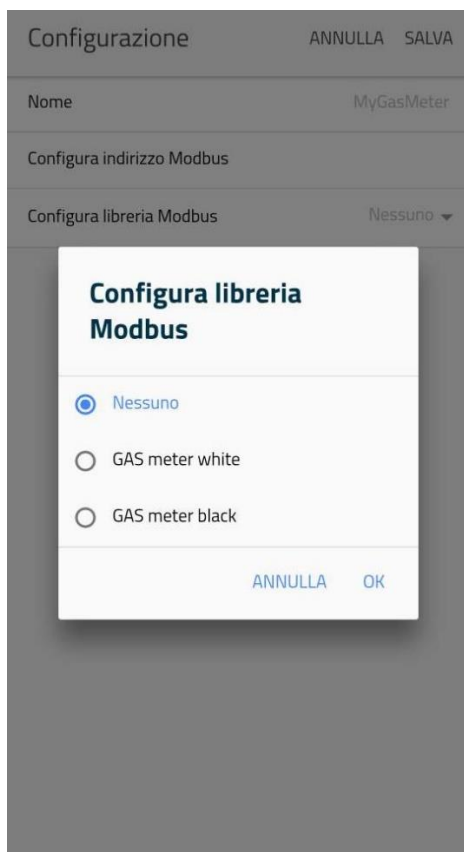 Configurazione ANNULLA SALVA
Nome MyGasMeter
Configura indirizzo Modbus
Configura libreria Modbus Nessuno
Configura libreria
Modbus
Nessuno
GAS meter white
GAS meter black
ANNULLA OK